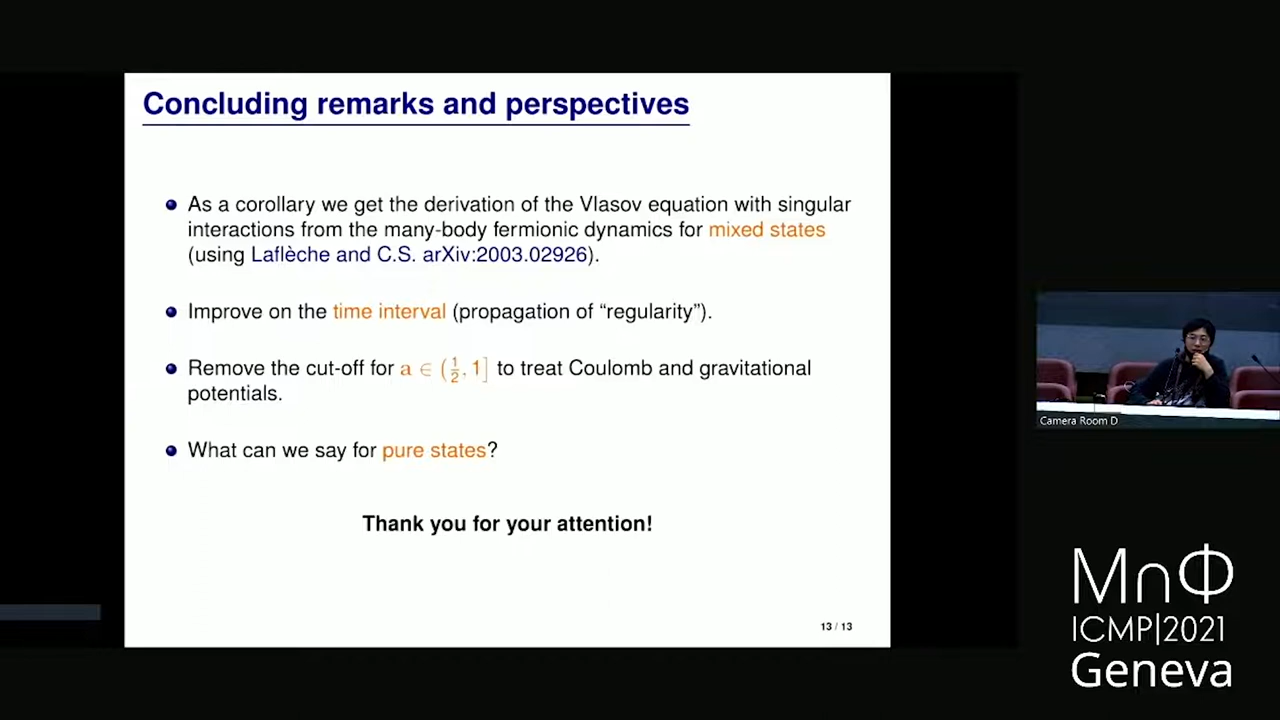 Concluding remarks and perspectives
As a corollary we get the derivation of the Vlasov equation with singular
interactions from the many-body fermionic dynamics for mixed states
(using Laflèche and C.S. arXiv:2003.02926).
Improve on the time interval (propagation of “regularity”).
Remove the cut-off for a ∈ (1/2, 1] to treat Coulomb and gravitational
potentials.
What can we say for pure states?
Thank you for your attention!
13 / 13
Camera Room D
M∩Φ
ICMP|2021
Geneva